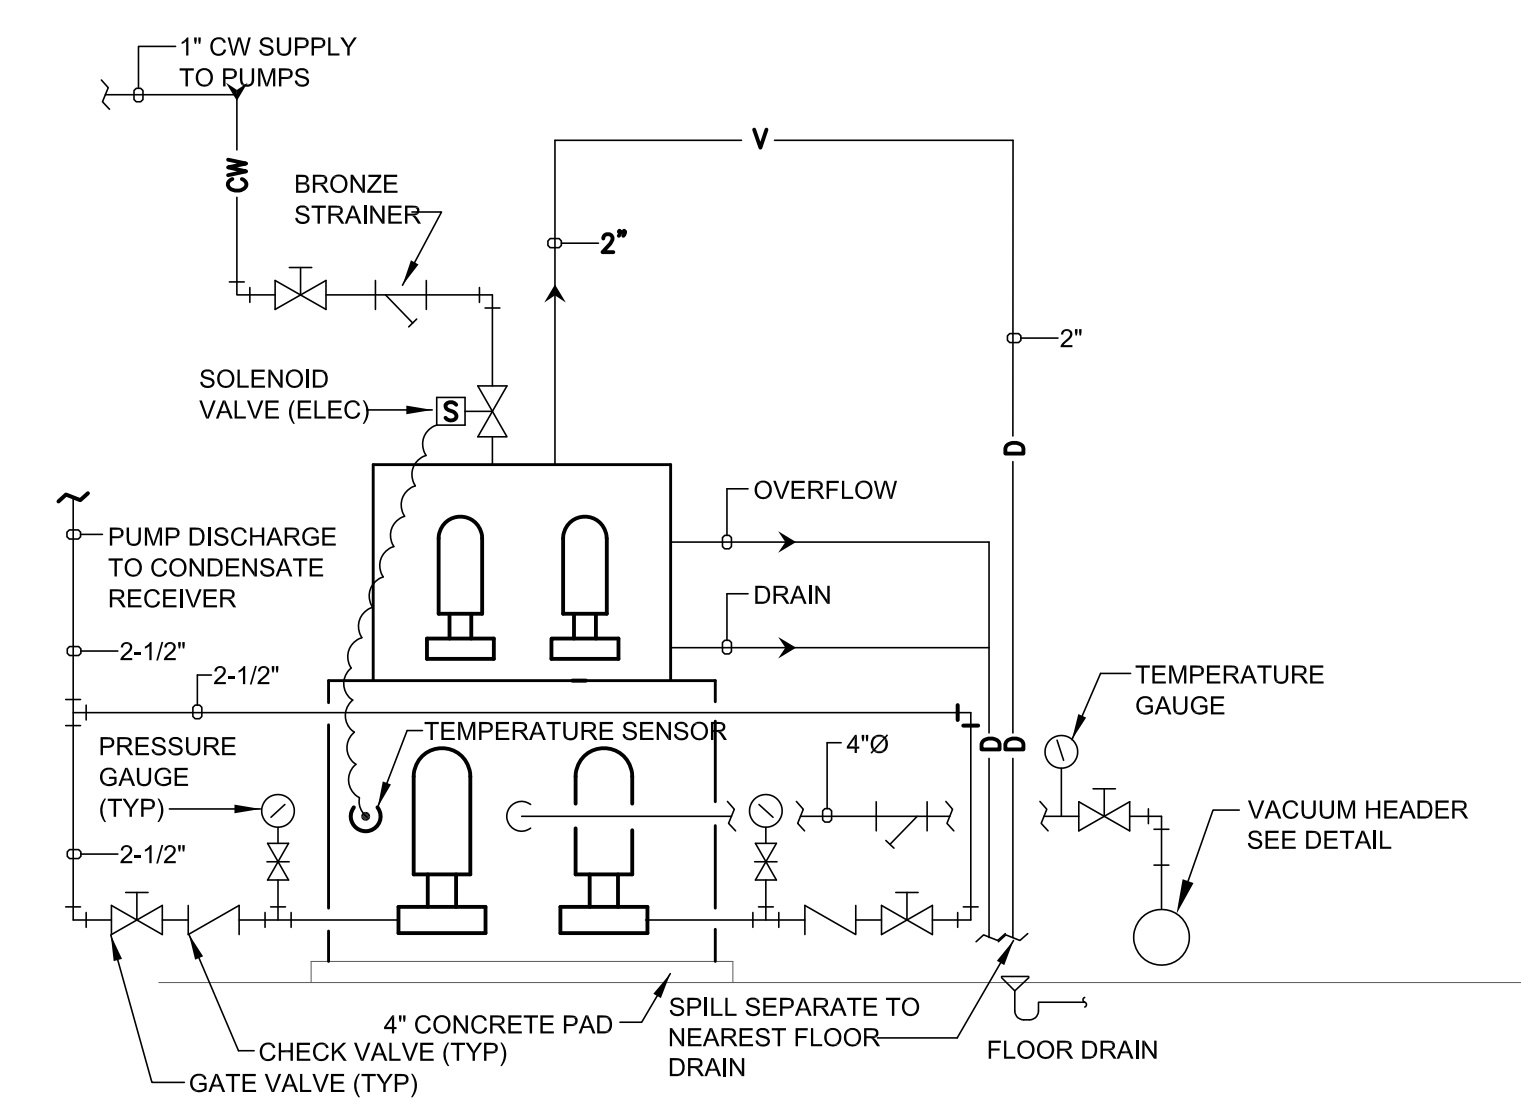 1" CW SUPPLY
TO PUMPS
V
CW
BRONZE
STRAINER
2"
2"
SOLENOID
VALVE (ELEC)
S
D
OVERFLOW
PUMP DISCHARGE
TO CONDENSATE
RECEIVER
DRAIN
2-1/2"
2-1/2"
TEMPERATURE
GAUGE
TEMPERATURE SENSOR
PRESSURE
GAUGE
(TYP)
4"Ø
D
D
VACUUM HEADER
SEE DETAIL
2-1/2"
4" CONCRETE PAD
SPILL SEPARATE TO
NEAREST FLOOR
DRAIN
FLOOR DRAIN
CHECK VALVE (TYP)
GATE VALVE (TYP)